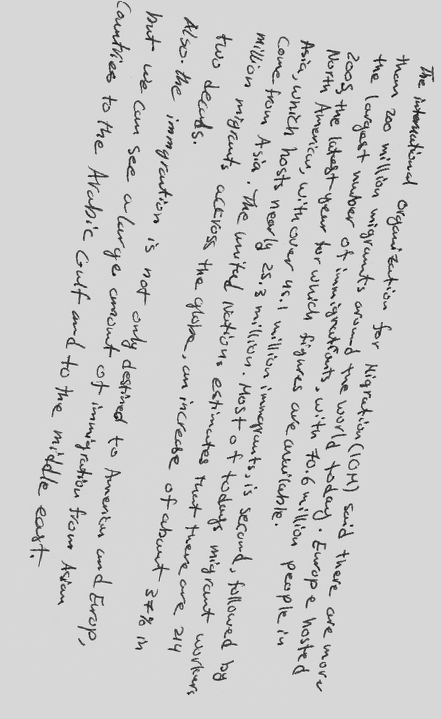 The international Organization for Migration (IOM) said there are more
than 200 million migrants around the world today. Europe hosted
the largest number of immigrants, with 70.6 million people in
2005, the latest year for which figures are available.
North American, with over 45.1 million immigrants, is second, followed by
Asia, which hosts nearly 25.3 million. Most of todays migrant workers
come from Asia. The united Nations estimates that there are 214
million migrants across the globe, an increase of about 37% in
two decads.
Also. the immigration is not only destined to American and Europ,
but we can see a large amount of immigration from Asian
Countries to the Arabic Gulf and to the middle east.